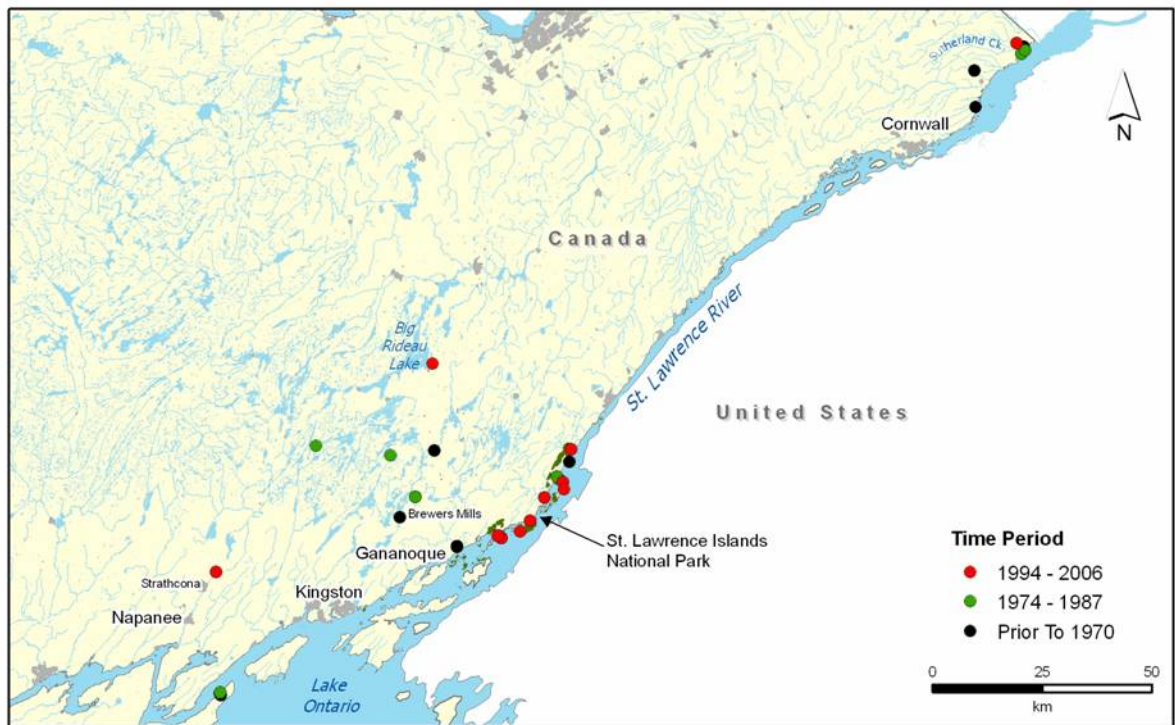 Sutherland Ck.
N
Cornwall
Canada
Big
Rideau
Lake
St. Lawrence River
United States
Brewers Mills
St. Lawrence Islands
National Park
Gananoque
Strathcona
Kingston
Napanee
Lake
Ontario
Time Period
1994 - 2006
1974 - 1987
Prior To 1970
0 25 50
km